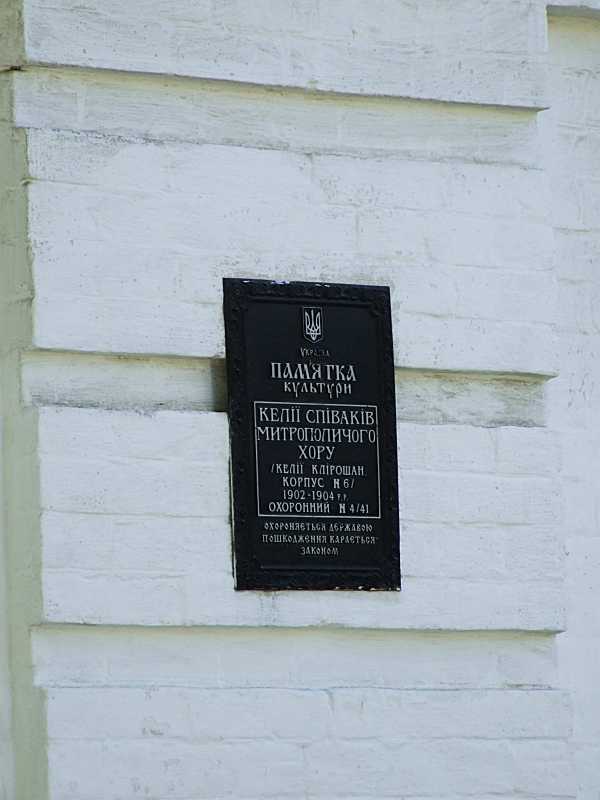 Україна
ПАМ'ЯТКА
культури
КЕЛІЇ СПІВАКІВ
МИТРОПОЛИЧОГО
ХОРУ
/КЕЛІЇ КЛІРОШАН.
КОРПУС N 6/
1902-1904 р.р.
ОХОРОННИЙ N 4/41
ОХОРОНЯЄТЬСЯ ДЕРЖАВОЮ
ПОШКОДЖЕННЯ КАРАЄТЬСЯ
ЗАКОНОМ